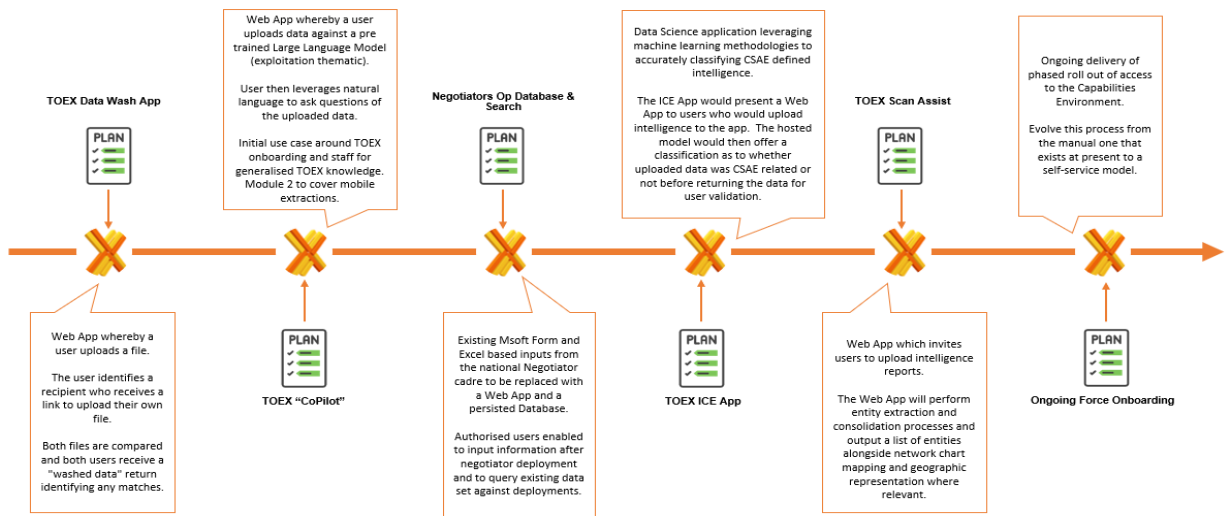 TOEX Data Wash App
PLAN
Web App whereby a
user uploads a file.
The user identifies a
recipient who receives a
link to upload their own
file.
Both files are compared
and both users receive a
"washed data" return
identifying any matches.
Web App whereby a user
uploads data against a pre
trained Large Language Model
(exploitation thematic).
User then leverages natural
language to ask questions of
the uploaded data.
Initial use case around TOEX
onboarding and staff for
generalised TOEX knowledge.
Module 2 to cover mobile
extractions.
PLAN
TOEX “CoPilot”
Negotiators Op Database &
Search
PLAN
Existing Msoft Form and
Excel based inputs from
the national Negotiator
cadre to be replaced with
a Web App and a
persisted Database.
Authorised users enabled
to input information after
negotiator deployment
and to query existing data
set against deployments.
Data Science application leveraging
machine learning methodologies to
accurately classifying CSAE defined
intelligence.
The ICE App would present a Web
App to users who would upload
intelligence to the app.  The hosted
model would then offer a
classification as to whether
uploaded data was CSAE related or
not before returning the data for
user validation.
PLAN
TOEX ICE App
TOEX Scan Assist
PLAN
Web App which invites
users to upload intelligence
reports.
The Web App will perform
entity extraction and
consolidation processes and
output a list of entities
alongside network chart
mapping and geographic
representation where
relevant.
Ongoing delivery of
phased roll out of access
to the Capabilities
Environment.
Evolve this process from
the manual one that
exists at present to a
self-service model.
PLAN
Ongoing Force Onboarding